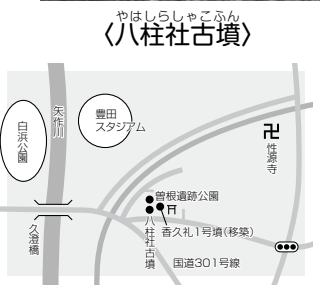 やはしらしゃこふん
〈八柱社古墳〉
白浜公園
矢作川
豊田
スタジアム
卍
性源寺
曽根遺跡公園
八柱社古墳
香久礼1号墳(移築)
久澄橋
国道301号線